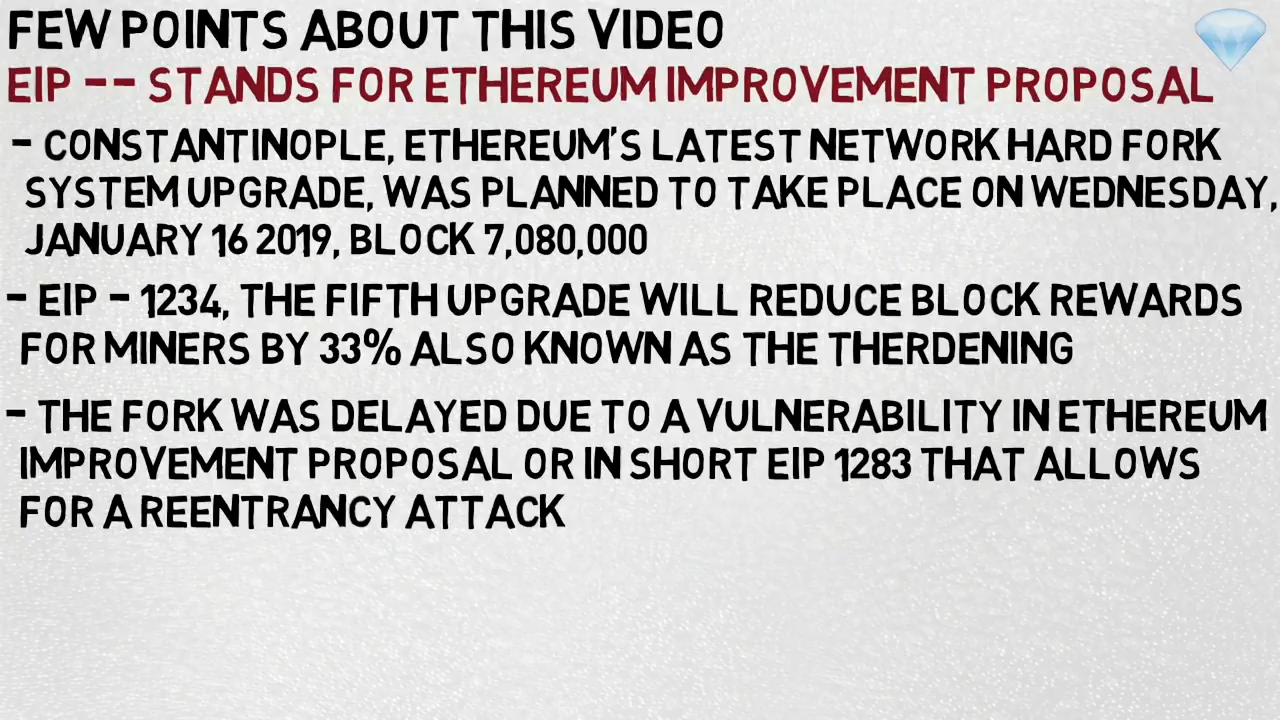 FEW POINTS ABOUT THIS VIDEO
EIP -- STANDS FOR ETHEREUM IMPROVEMENT PROPOSAL
- CONSTANTINOPLE, ETHEREUM'S LATEST NETWORK HARD FORK
SYSTEM UPGRADE, WAS PLANNED TO TAKE PLACE ON WEDNESDAY,
JANUARY 16 2019, BLOCK 7,080,000
- EIP - 1234, THE FIFTH UPGRADE WILL REDUCE BLOCK REWARDS
FOR MINERS BY 33% ALSO KNOWN AS THE THERDENING
- THE FORK WAS DELAYED DUE TO A VULNERABILITY IN ETHEREUM
IMPROVEMENT PROPOSAL OR IN SHORT EIP 1283 THAT ALLOWS
FOR A REENTRANCY ATTACK